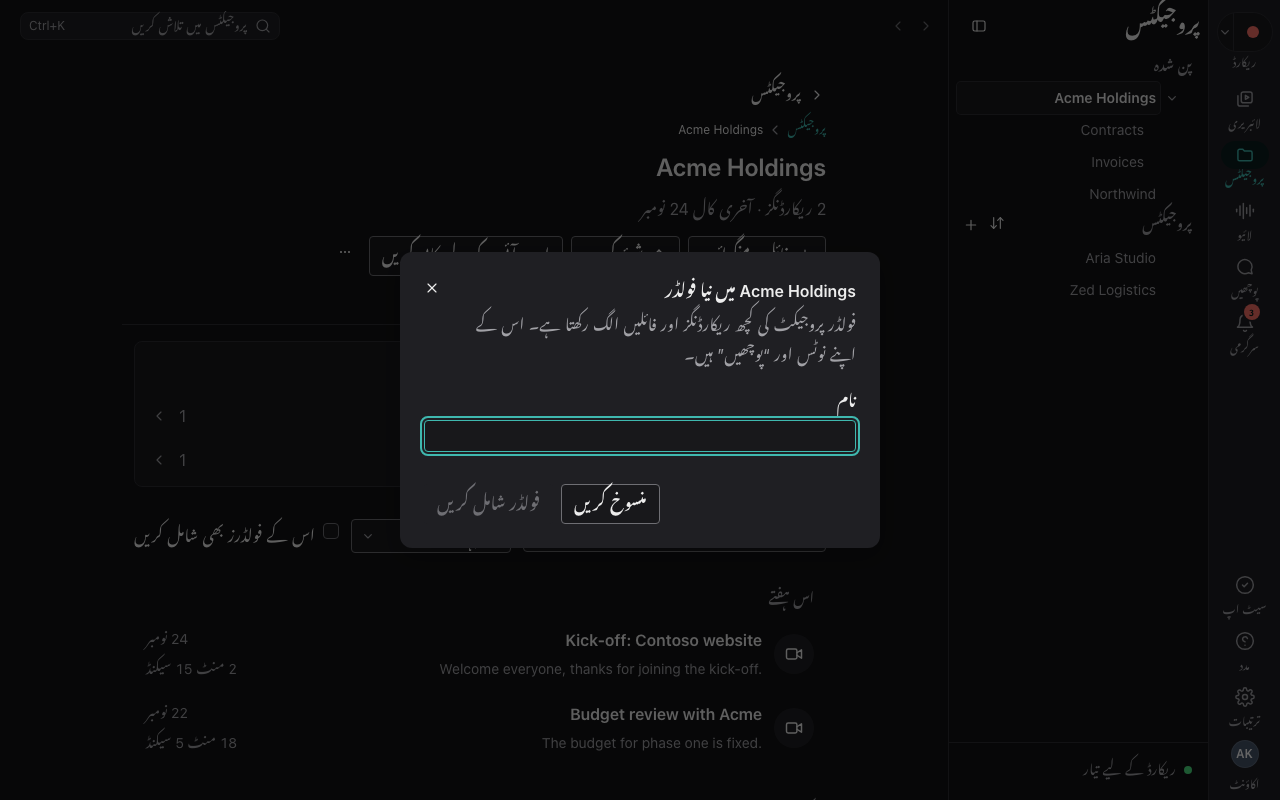 ریکارڈ
لائبریری
پروجیکٹس
لائیو
پوچھیں
3
سرگرمی
سیٹ اپ
مدد
ترتیبات
AK
اکاؤنٹ
پروجیکٹس
پن شدہ
Acme Holdings
Contracts
Invoices
Northwind
پروجیکٹس
Aria Studio
Zed Logistics
ریکارڈ کے لیے تیار
پروجیکٹس میں تلاش کریں
Ctrl+K
پروجیکٹس
پروجیکٹس
Acme Holdings
Acme Holdings
2 ریکارڈنگز · آخری کال 24 نومبر
...
Acme Holdings میں نیا فولڈر
فولڈر پروجیکٹ کی کچھ ریکارڈنگز اور فائلیں الگ رکھتا ہے۔ اس کے
اپنے نوٹس اور "پوچھیں" ہیں۔
نام
منسوخ کریں
فولڈر شامل کریں
1
1
اس کے فولڈرز بھی شامل کریں
اس ہفتے
Kick-off: Contoso website
24 نومبر
Welcome everyone, thanks for joining the kick-off.
2 منٹ 15 سیکنڈ
Budget review with Acme
22 نومبر
The budget for phase one is fixed.
18 منٹ 5 سیکنڈ